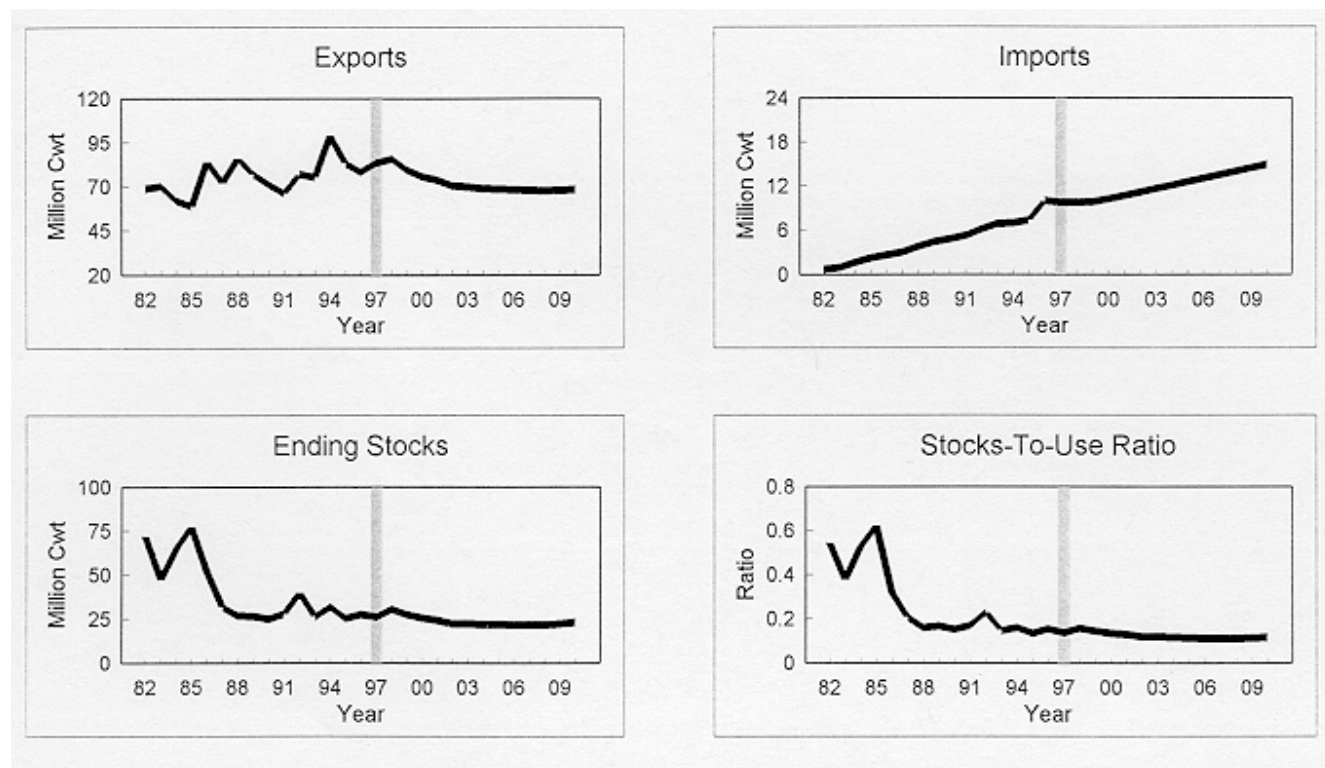 Exports
120
95
70
45
20
Million Cwt
82 85 88 91 94 97 00 03 06 09
Year
Imports
24
18
12
6
0
Million Cwt
82 85 88 91 94 97 00 03 06 09
Year
Ending Stocks
100
75
50
25
0
Million Cwt
82 85 88 91 94 97 00 03 06 09
Year
Stocks-To-Use Ratio
0.8
0.6
0.4
0.2
0
Ratio
82 85 88 91 94 97 00 03 06 09
Year